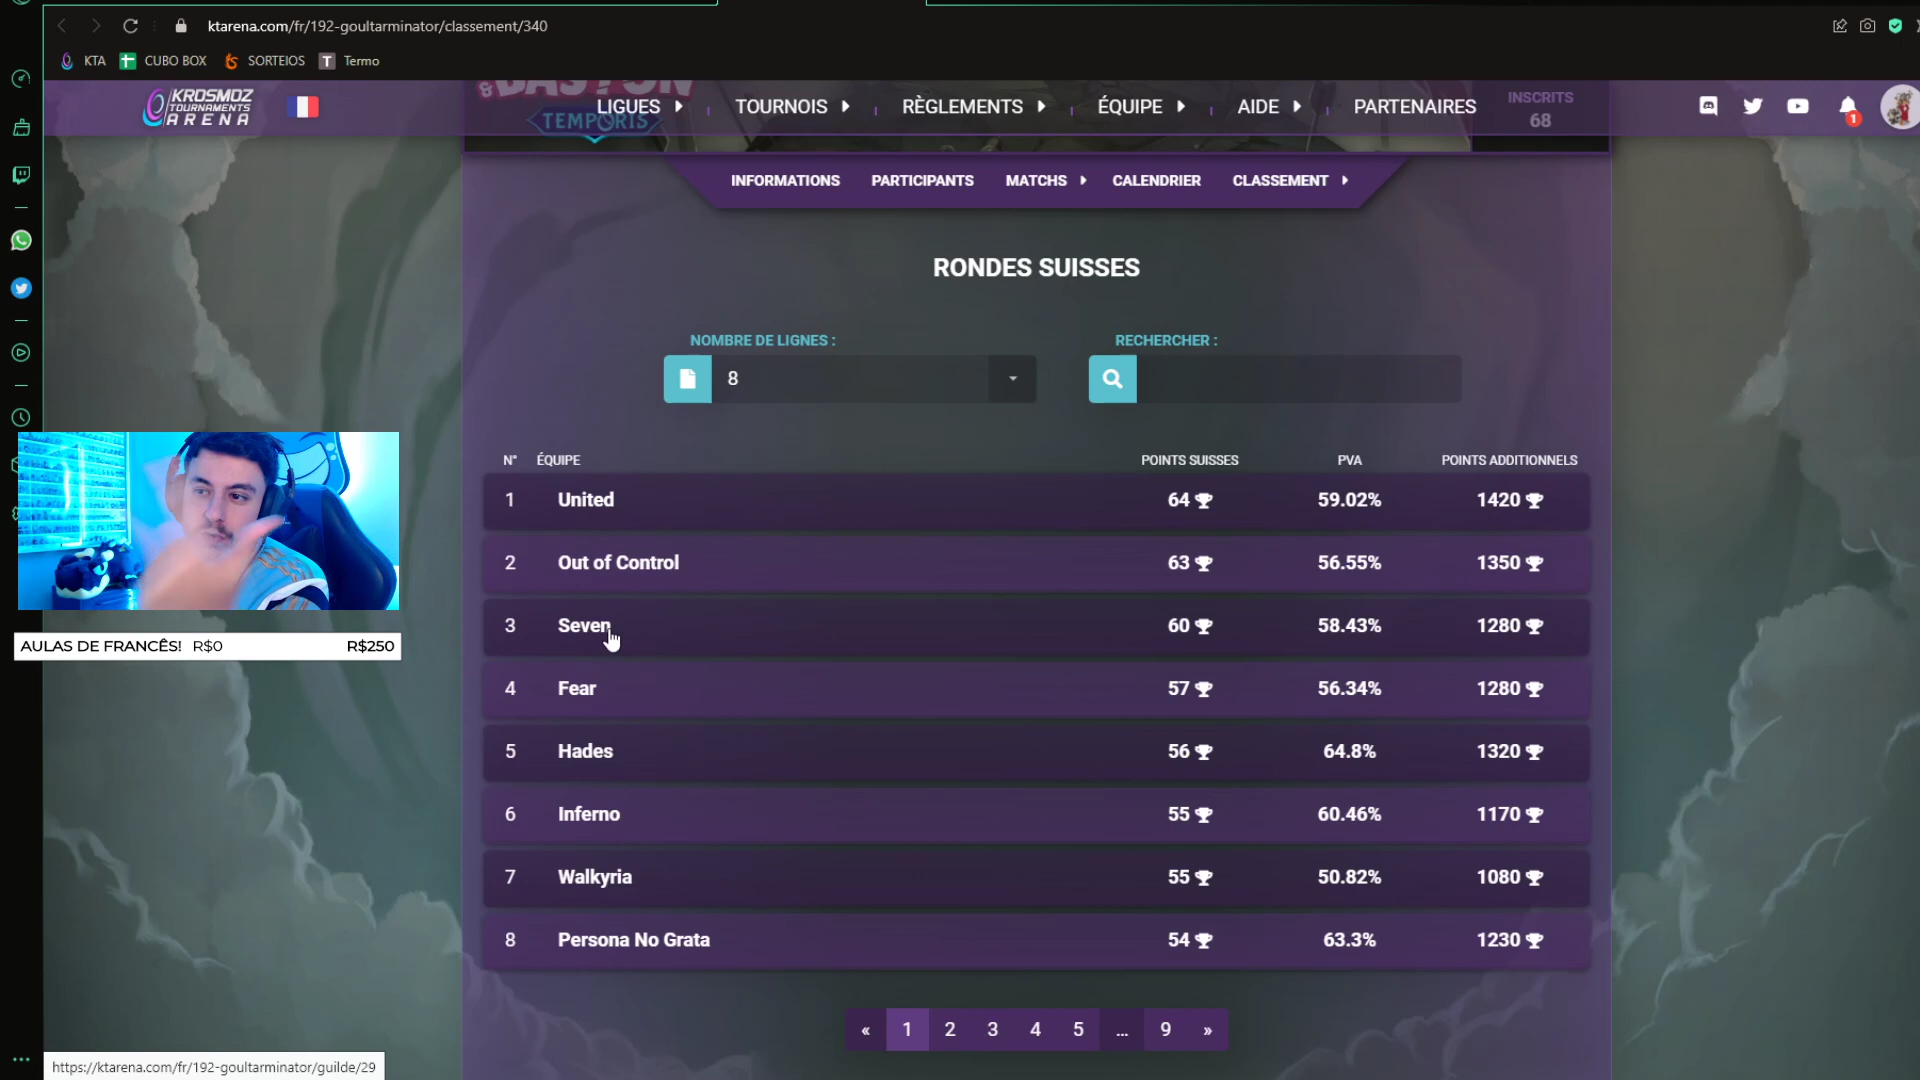 ktarena.com/fr/192-goultarminator/classement/340
KTA CUBO BOX SORTEIOS T Termo
KROSMOZ
TOURNAMENTS
ARENA
& BASTON
TEMPORIS
LIGUES TOURNOIS RÈGLEMENTS ÉQUIPE AIDE PARTENAIRES
INSCRITS
68
1
INFORMATIONS PARTICIPANTS MATCHS CALENDRIER CLASSEMENT
RONDES SUISSES
NOMBRE DE LIGNES : RECHERCHER :
8
N° ÉQUIPE POINTS SUISSES PVA POINTS ADDITIONNELS
1 United 64 59.02% 1420
2 Out of Control 63 56.55% 1350
3 Seven 60 58.43% 1280
4 Fear 57 56.34% 1280
5 Hades 56 64.8% 1320
6 Inferno 55 60.46% 1170
7 Walkyria 55 50.82% 1080
8 Persona No Grata 54 63.3% 1230
« 1 2 3 4 5 ... 9 »
AULAS DE FRANCÊS! R$0 R$250
https://ktarena.com/fr/192-goultarminator/guilde/29